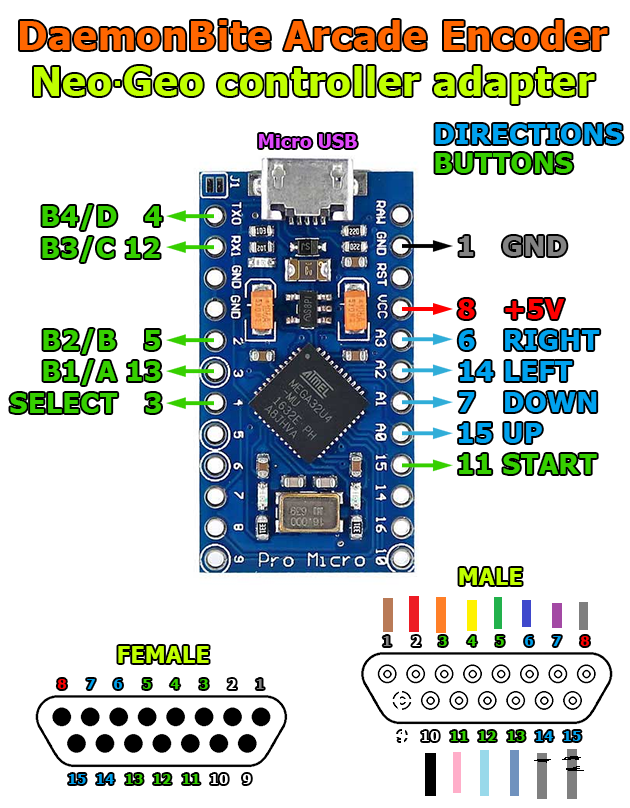 DaemonBite Arcade Encoder
Neo·Geo controller adapter
Micro USB
DIRECTIONS
BUTTONS
J1
B4/D 4 TXO RAW
B3/C 12 RX1 GND 1 GND
GND RST
GND VCC 8 +5V
B2/B 5 2 A3 6 RIGHT
B1/A 13 3 A2 14 LEFT
SELECT 3 4 A1 7 DOWN
5 A0 15 UP
6 15 11 START
7 14
8 16
9 Pro Micro 10
ATMEL
MEGA32U4
MU
1632E PH
A8JHVA
16.000
MALE
1 2 3 4 5 6 7 8
9 10 11 12 13 14 15
FEMALE
8 7 6 5 4 3 2 1
15 14 13 12 11 10 9